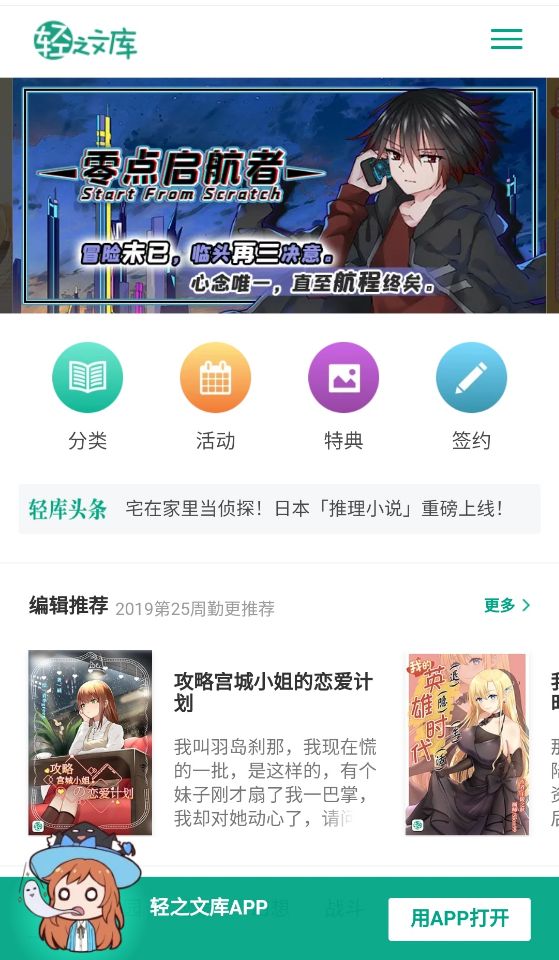 轻之文库
零点启航者
Start From Scratch
冒险未已，临头再三决意。
心念唯一，直至航程终矣。
分类
活动
特典
签约
轻库头条
宅在家里当侦探！日本「推理小说」重磅上线！
编辑推荐 2019第25周勤更推荐
更多
攻略宫城小姐的恋爱计
划
我叫羽岛刹那，我现在慌
的一批，是这样的，有个
妹子刚才扇了我一巴掌，
我却对她动心了，请问
攻略
宫城小姐
の恋爱计划
我的
英雄时代
轻之文库APP
战斗
用APP打开